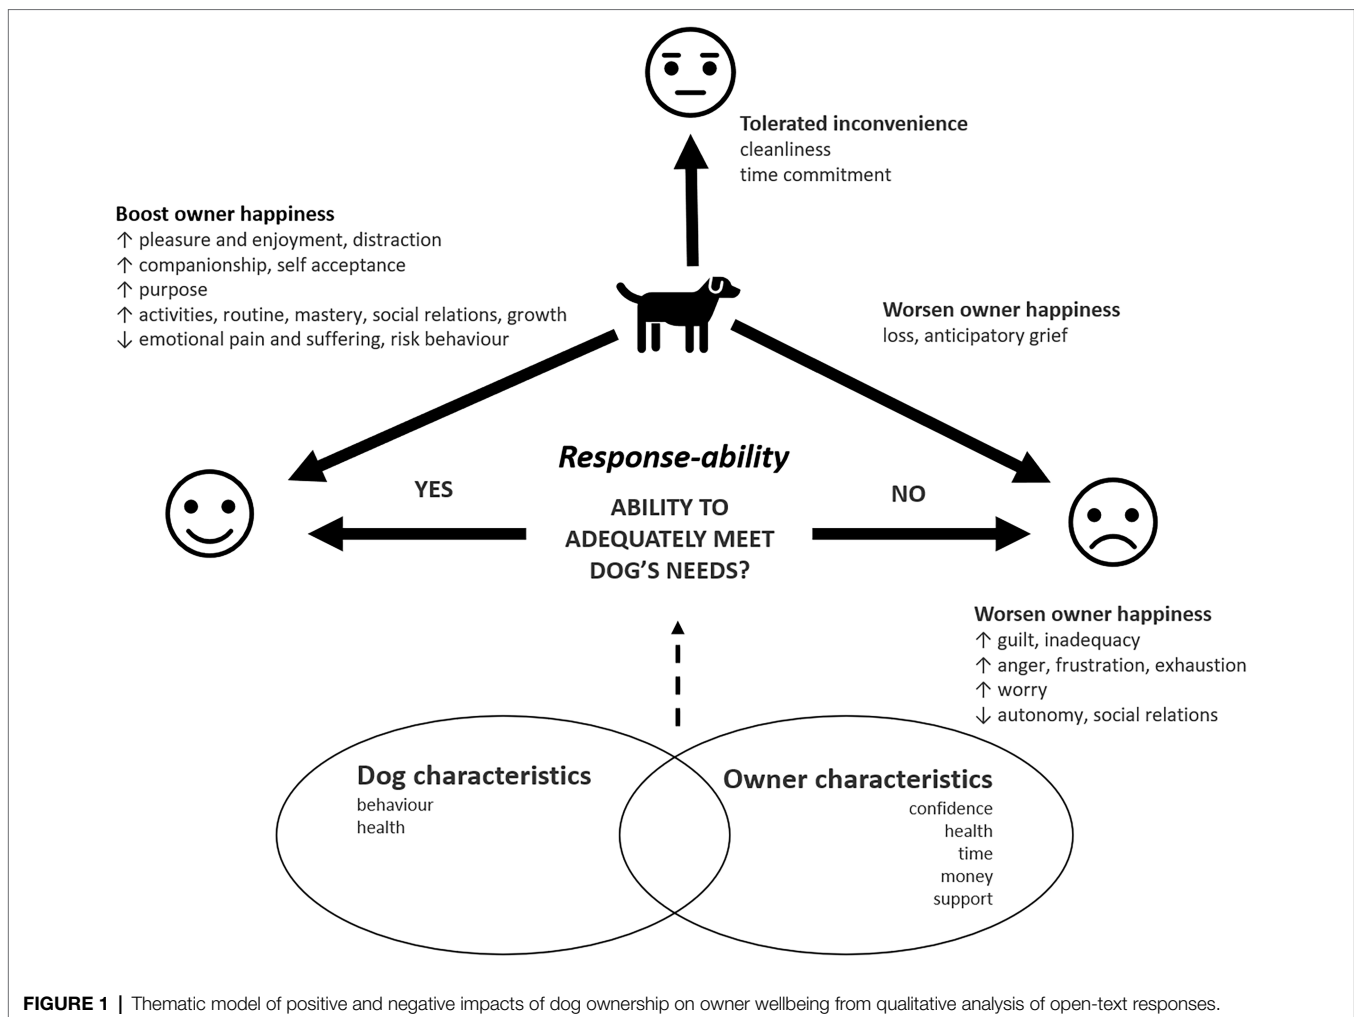 Tolerated inconvenience
cleanliness
time commitment
Boost owner happiness
↑ pleasure and enjoyment, distraction
↑ companionship, self acceptance
↑ purpose
↑ activities, routine, mastery, social relations, growth
↓ emotional pain and suffering, risk behaviour
Worsen owner happiness
loss, anticipatory grief
Response-ability
YES
NO
ABILITY TO
ADEQUATELY MEET
DOG’S NEEDS?
Worsen owner happiness
↑ guilt, inadequacy
↑ anger, frustration, exhaustion
↑ worry
↓ autonomy, social relations
Dog characteristics
behaviour
health
Owner characteristics
confidence
health
time
money
support
FIGURE 1 | Thematic model of positive and negative impacts of dog ownership on owner wellbeing from qualitative analysis of open-text responses.